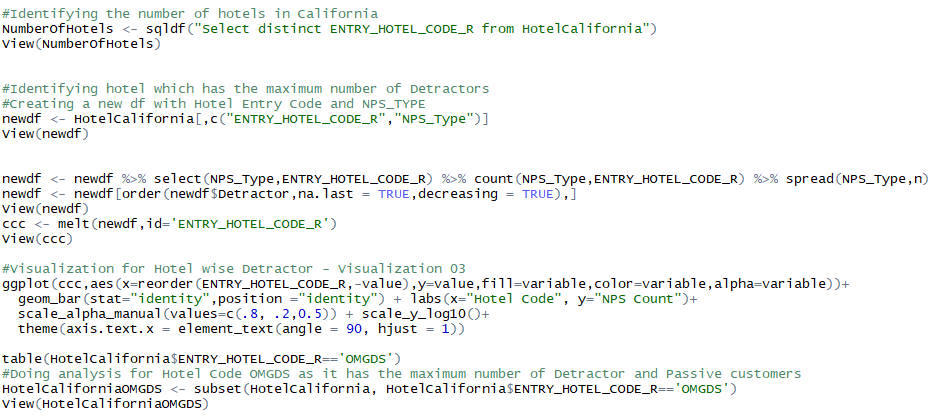 #Identifying the number of hotels in California
NumberOfHotels <- sqldf("Select distinct ENTRY_HOTEL_CODE_R from HotelCalifornia")
View(NumberOfHotels)
#Identifying hotel which has the maximum number of Detractors
#Creating a new df with Hotel Entry Code and NPS_TYPE
newdf <- HotelCalifornia[,c("ENTRY_HOTEL_CODE_R","NPS_Type")]
View(newdf)
newdf <- newdf %>% select(NPS_Type,ENTRY_HOTEL_CODE_R) %>% count(NPS_Type,ENTRY_HOTEL_CODE_R) %>% spread(NPS_Type,n)
newdf <- newdf[order(newdf$Detractor,na.last = TRUE,decreasing = TRUE),]
View(newdf)
ccc <- melt(newdf,id='ENTRY_HOTEL_CODE_R')
View(ccc)
#Visualization for Hotel wise Detractor - Visualization 03
ggplot(ccc,aes(x=reorder(ENTRY_HOTEL_CODE_R,-value),y=value,fill=variable,color=variable,alpha=variable))+
  geom_bar(stat="identity",position ="identity") + labs(x="Hotel Code", y="NPS Count")+
  scale_alpha_manual(values=c(.8, .2,0.5)) + scale_y_log10()+
  theme(axis.text.x = element_text(angle = 90, hjust = 1))
table(HotelCalifornia$ENTRY_HOTEL_CODE_R=='OMGDS')
#Doing analysis for Hotel Code OMGDS as it has the maximum number of Detractor and Passive customers
HotelCaliforniaOMGDS <- subset(HotelCalifornia, HotelCalifornia$ENTRY_HOTEL_CODE_R=='OMGDS')
View(HotelCaliforniaOMGDS)